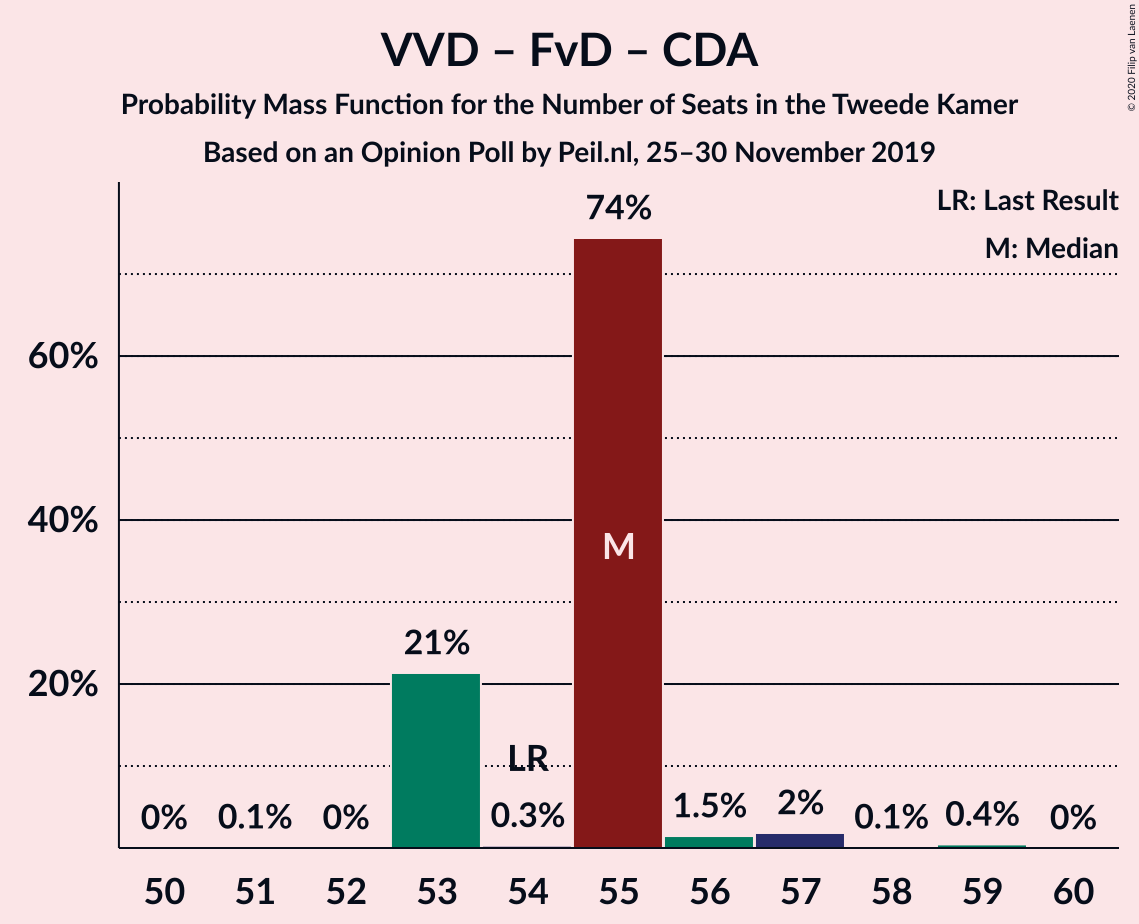 VVD – FvD – CDA
Probability Mass Function for the Number of Seats in the Tweede Kamer
Based on an Opinion Poll by Peil.nl, 25–30 November 2019
© 2020 Filip van Laenen
LR: Last Result
M: Median
74%
60%
40%
M
21%
20%
LR
0%
0.1%
0%
0.3%
1.5%
2%
0.1%
0.4%
0%
50 51 52 53 54 55 56 57 58 59 60